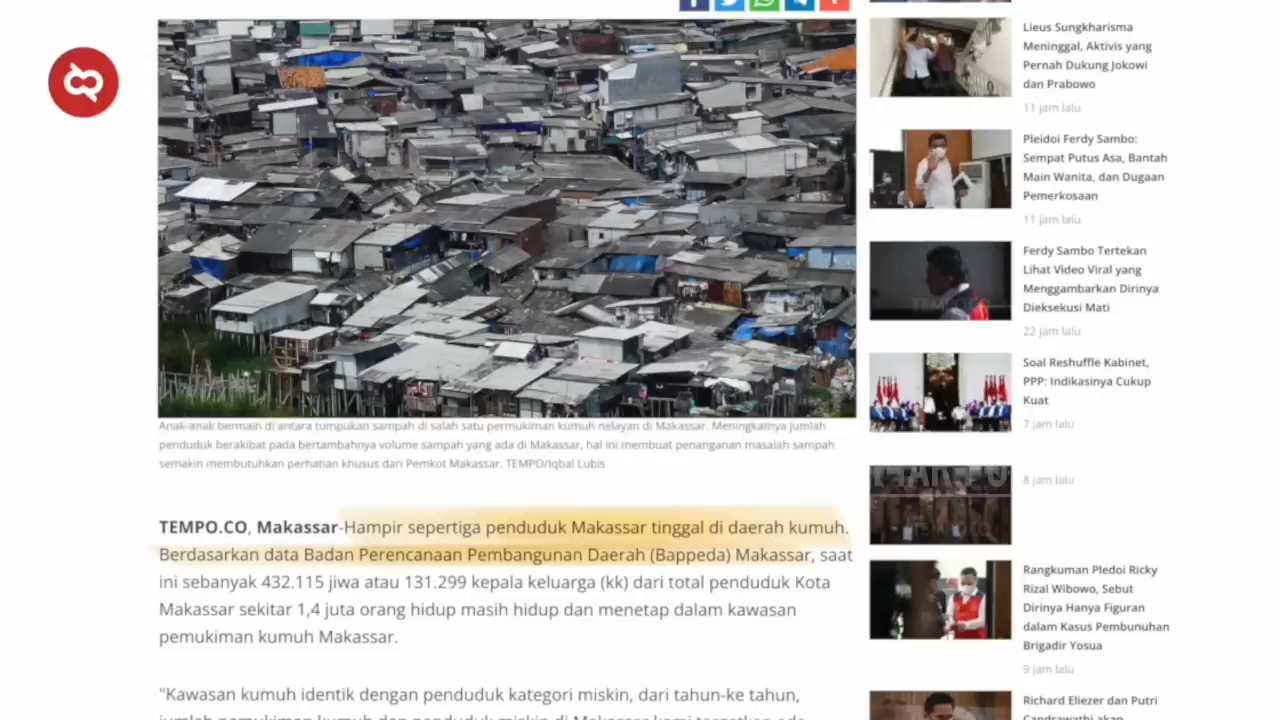 Anak-anak bermain di antara tumpukan sampah di salah satu permukiman kumuh nelayan di Makassar. Meningkatnya jumlah
penduduk berakibat pada bertambahnya volume sampah yang ada di Makassar, hal ini membuat penanganan masalah sampah
semakin membutuhkan perhatian khusus dari Pemkot Makassar. TEMPO/Iqbal Lubis
TEMPO.CO, Makassar-Hampir sepertiga penduduk Makassar tinggal di daerah kumuh.
Berdasarkan data Badan Perencanaan Pembangunan Daerah (Bappeda) Makassar, saat
ini sebanyak 432.115 jiwa atau 131.299 kepala keluarga (kk) dari total penduduk Kota
Makassar sekitar 1,4 juta orang hidup masih hidup dan menetap dalam kawasan
pemukiman kumuh Makassar.
"Kawasan kumuh identik dengan penduduk kategori miskin, dari tahun-ke tahun,
Lieus Sungkharisma
Meninggal, Aktivis yang
Pernah Dukung Jokowi
dan Prabowo
11 jam lalu
Pleidoi Ferdy Sambo:
Sempat Putus Asa, Bantah
Main Wanita, dan Dugaan
Pemerkosaan
11 jam lalu
Ferdy Sambo Tertekan
Lihat Video Viral yang
Menggambarkan Dirinya
Dieksekusi Mati
22 jam lalu
Soal Reshuffle Kabinet,
PPP: Indikasinya Cukup
Kuat
7 jam lalu
8 jam lalu
Rangkuman Pledoi Ricky
Rizal Wibowo, Sebut
Dirinya Hanya Figuran
dalam Kasus Pembunuhan
Brigadir Yosua
9 jam lalu
Richard Eliezer dan Putri